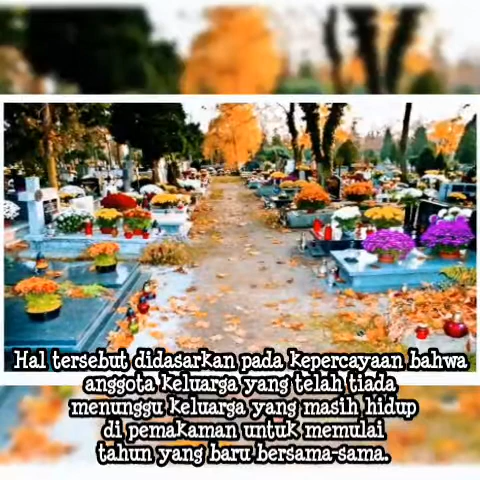 Hal tersebut didasarkan pada kepercayaan bahwa
anggota keluarga yang telah tiada
menunggu keluarga yang masih hidup
di pemakaman untuk memulai
tahun yang baru bersama-sama.